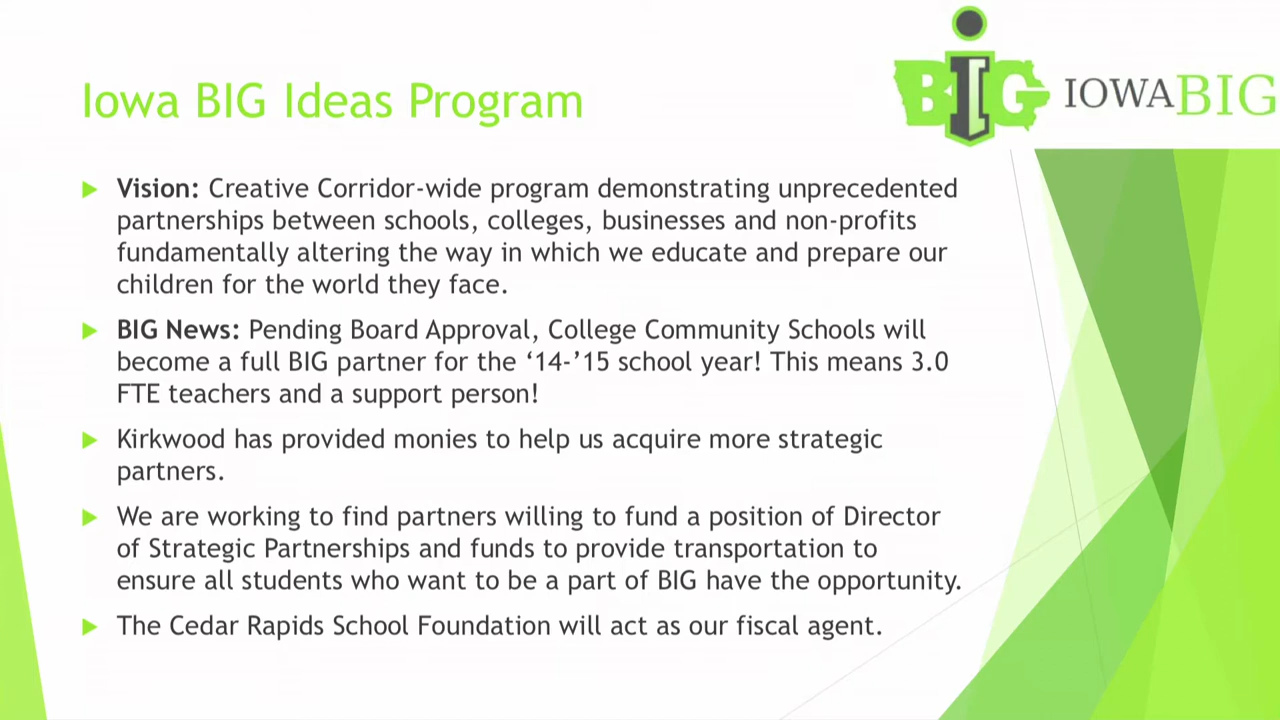 Iowa BIG Ideas Program
BIG
IOWABIG
Vision: Creative Corridor-wide program demonstrating unprecedented
partnerships between schools, colleges, businesses and non-profits
fundamentally altering the way in which we educate and prepare our
children for the world they face.
BIG News: Pending Board Approval, College Community Schools will
become a full BIG partner for the ‘14-’15 school year! This means 3.0
FTE teachers and a support person!
Kirkwood has provided monies to help us acquire more strategic
partners.
We are working to find partners willing to fund a position of Director
of Strategic Partnerships and funds to provide transportation to
ensure all students who want to be a part of BIG have the opportunity.
The Cedar Rapids School Foundation will act as our fiscal agent.